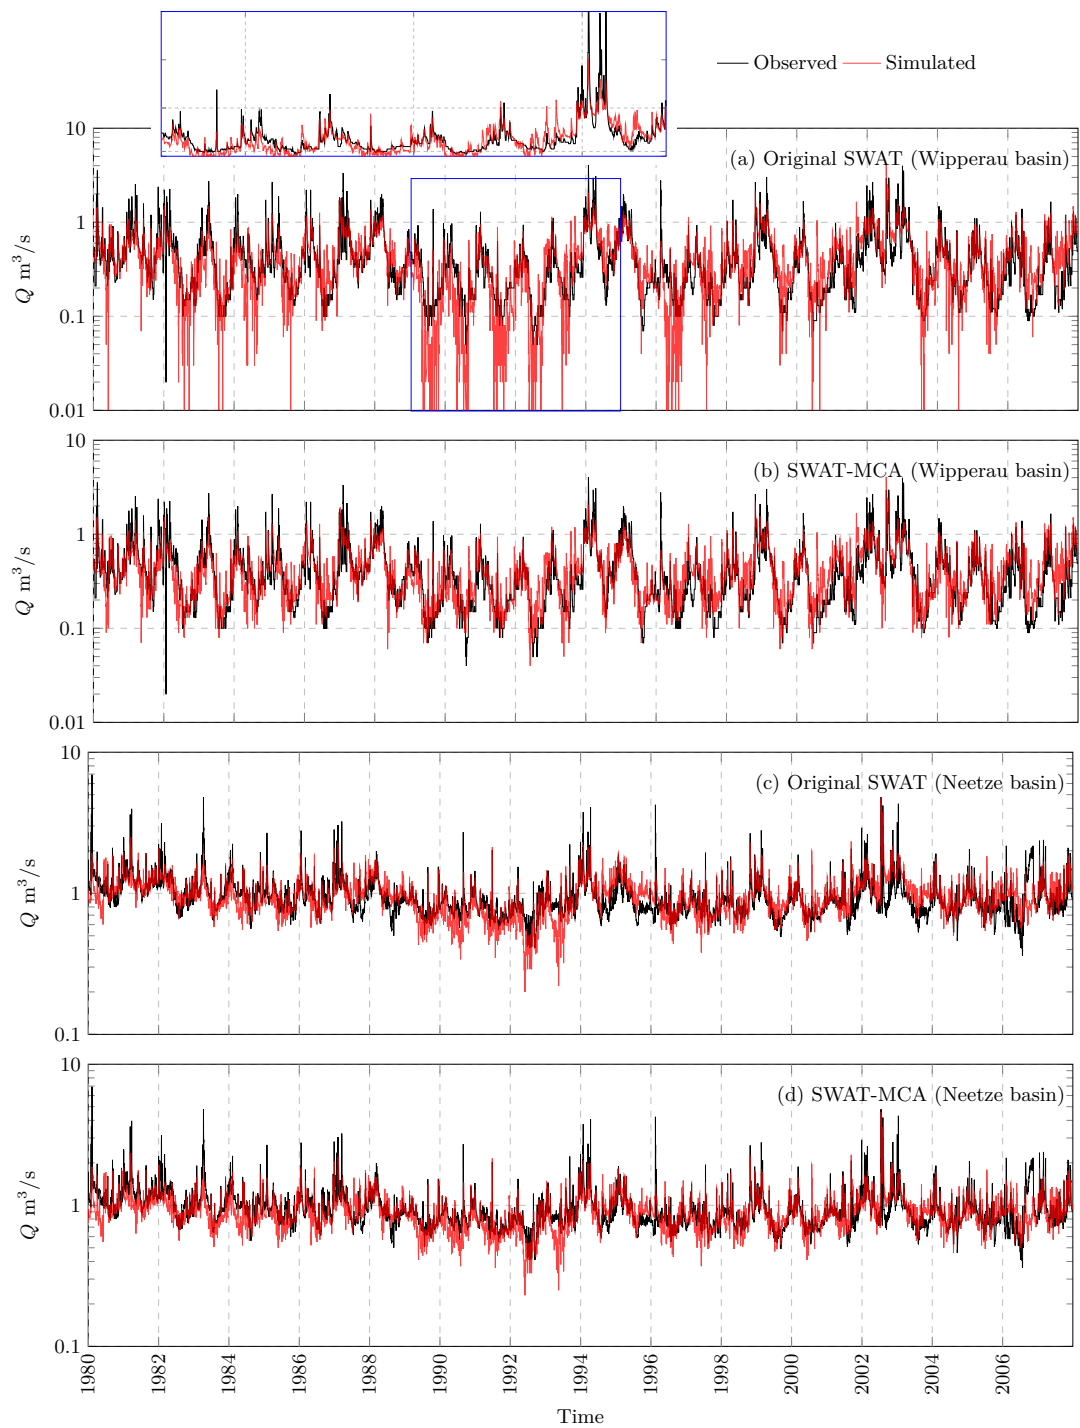 Observed Simulated
10
1
0.1
0.01
Q m³/s
(a) Original SWAT (Wipperau basin)
10
1
0.1
0.01
Q m³/s
(b) SWAT-MCA (Wipperau basin)
10
1
0.1
Q m³/s
(c) Original SWAT (Neetze basin)
10
1
0.1
Q m³/s
(d) SWAT-MCA (Neetze basin)
1980 1982 1984 1986 1988 1990 1992 1994 1996 1998 2000 2002 2004 2006
Time